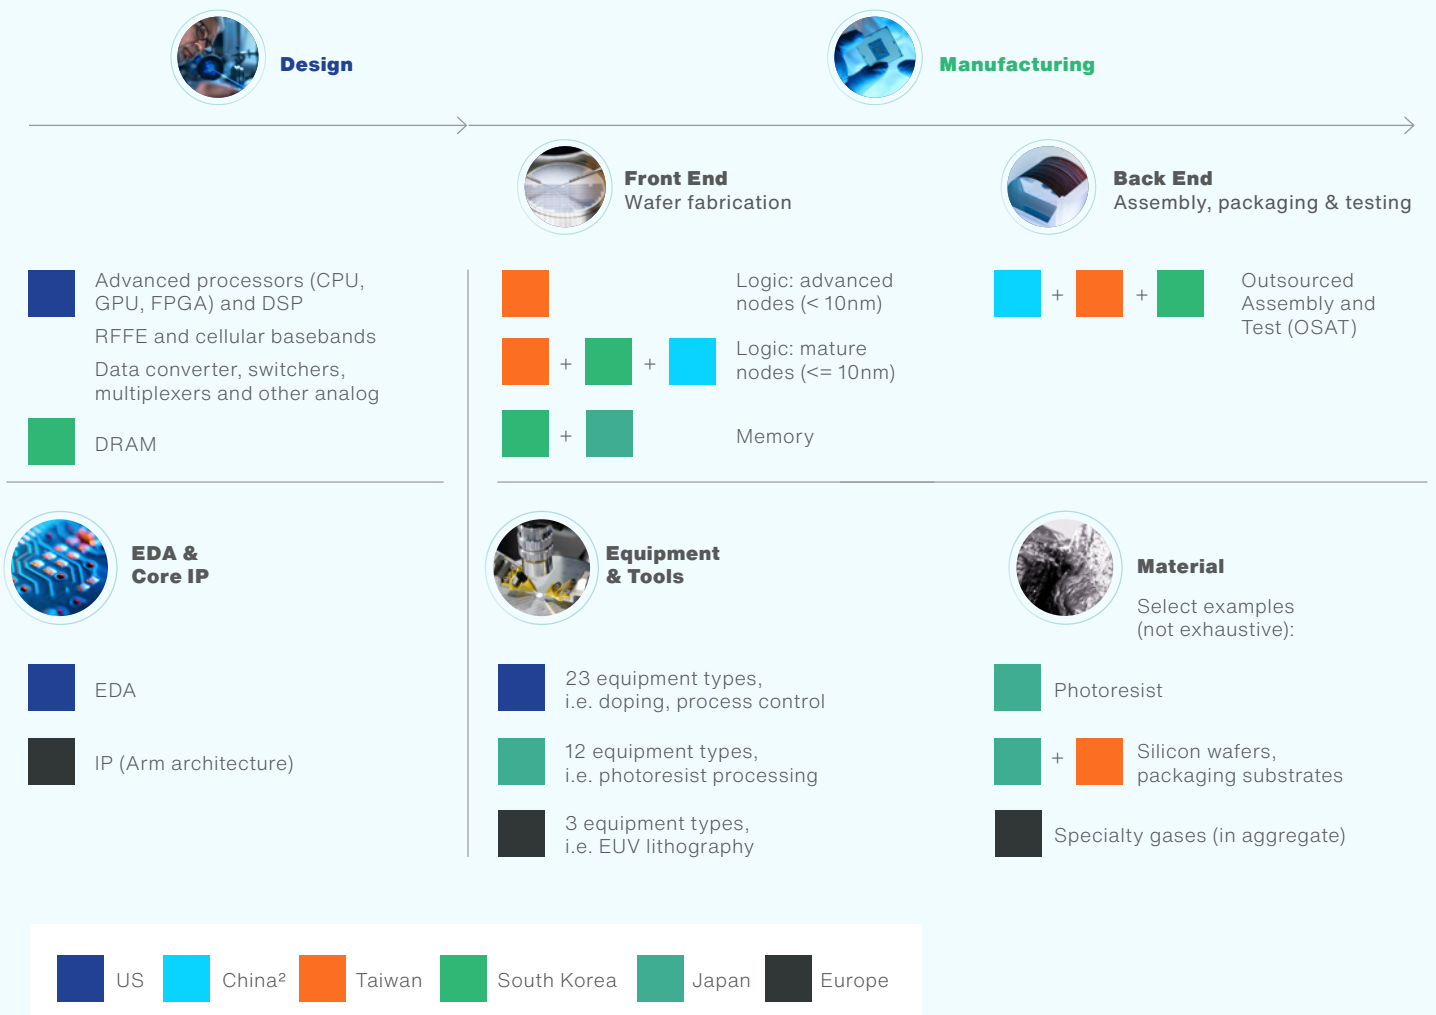 Design
Manufacturing
Front End
Wafer fabrication
Back End
Assembly, packaging & testing
Advanced processors (CPU,
GPU, FPGA) and DSP
RFFE and cellular basebands
Data converter, switchers,
multiplexers and other analog
DRAM
Logic: advanced
nodes (< 10nm)
+ +
Logic: mature
nodes (<= 10nm)
+
Memory
+ +
Outsourced
Assembly and
Test (OSAT)
EDA &
Core IP
EDA
IP (Arm architecture)
Equipment
& Tools
23 equipment types,
i.e. doping, process control
12 equipment types,
i.e. photoresist processing
3 equipment types,
i.e. EUV lithography
Material
Select examples
(not exhaustive):
Photoresist
+
Silicon wafers,
packaging substrates
Specialty gases (in aggregate)
US China² Taiwan South Korea Japan Europe